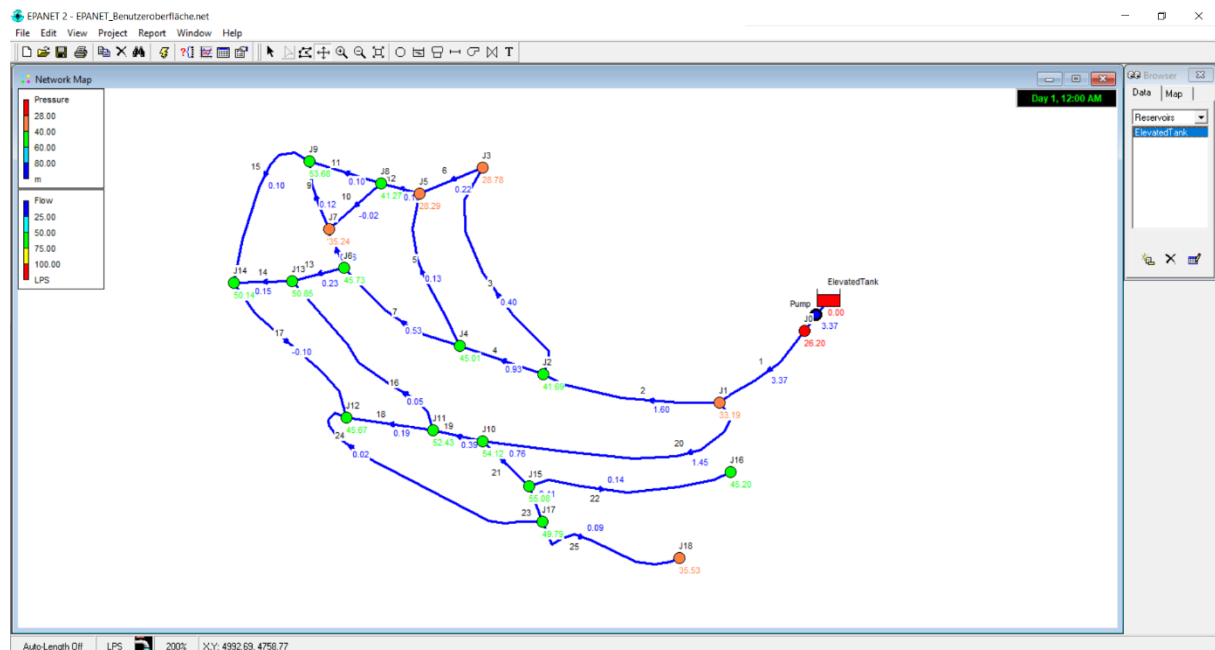 EPANET 2 - EPANET_Benutzeroberfläche.net
File Edit View Project Report Window Help
Network Map
Day 1, 12:00 AM
Browser
Data Map
Reservoirs
ElevatedTank
Pressure
28.00
40.00
60.00
80.00
m
Flow
25.00
50.00
75.00
100.00
LPS
J9
53.68
15
0.10
11
0.10
J8
41.27
12
J5
28.29
6
0.22
J3
28.78
9
0.12
10
-0.02
J7
35.24
J6
45.73
13
0.23
J13
50.85
14
0.15
J14
50.14
5
0.13
3
0.40
7
0.53
J4
45.01
4
0.93
J2
41.69
2
1.60
ElevatedTank
0.00
Pump
3.37
J0
26.20
1
3.37
J1
33.19
17
-0.10
16
0.05
J12
45.67
18
0.19
J11
52.43
19
0.39
J10
54.12
0.76
20
1.45
24
0.02
21
J15
55.08
0.14
22
J16
45.20
23
J17
49.79
0.09
25
J18
35.53
Auto-Length Off LPS 200% X,Y: 4992.69, 4758.77